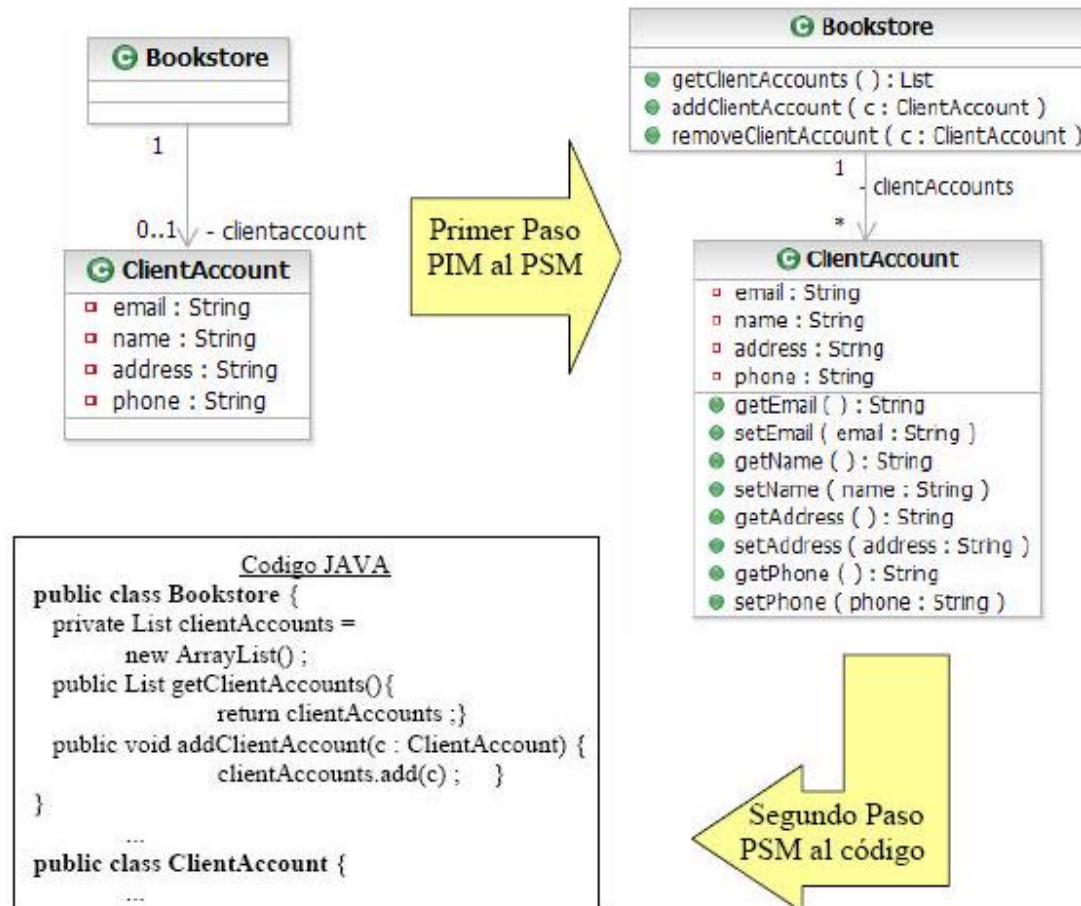 Bookstore
1
0..1 - clientaccount
ClientAccount
email : String
name : String
address : String
phone : String
Primer Paso
PIM al PSM
Bookstore
getClientAccounts ( ) : List
addClientAccount ( c : ClientAccount )
removeClientAccount ( c : ClientAccount )
1
- clientAccounts
*
ClientAccount
email : String
name : String
address : String
phone : String
getEmail ( ) : String
setEmail ( email : String )
getName ( ) : String
setName ( name : String )
getAddress ( ) : String
setAddress ( address : String )
getPhone ( ) : String
setPhone ( phone : String )
Segundo Paso
PSM al código
Codigo JAVA
public class Bookstore {
private List clientAccounts =
new ArrayList() ;
public List getClientAccounts(){
return clientAccounts ;}
public void addClientAccount(c : ClientAccount) {
clientAccounts.add(c) ; }
}
...
public class ClientAccount {
...